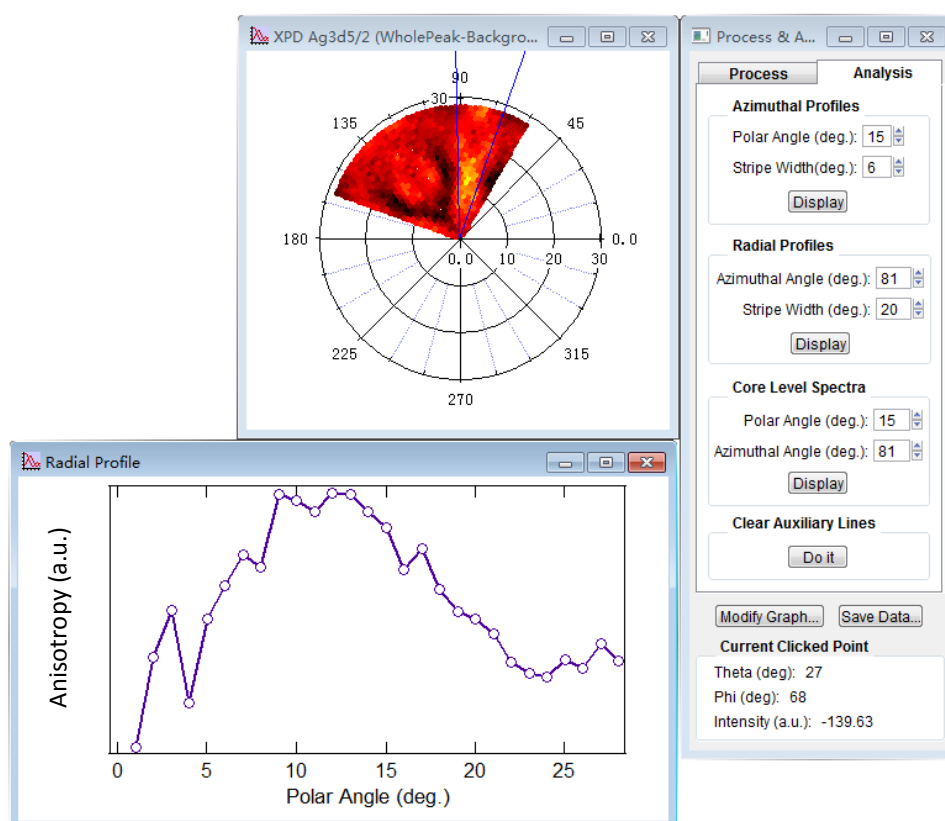 XPD Ag3d5/2 (WholePeak-Backgro...
90
30
135
45
180
0.0
0.0 10 20 30
225
315
270
Process & A...
Process Analysis
Azimuthal Profiles
Polar Angle (deg.): 15
Stripe Width(deg.): 6
Display
Radial Profiles
Azimuthal Angle (deg.): 81
Stripe Width (deg.): 20
Display
Core Level Spectra
Polar Angle (deg.): 15
Azimuthal Angle (deg.): 81
Display
Clear Auxiliary Lines
Do it
Modify Graph... Save Data...
Current Clicked Point
Theta (deg): 27
Phi (deg): 68
Intensity (a.u.): -139.63
Radial Profile
Anisotropy (a.u.)
0 5 10 15 20 25
Polar Angle (deg.)